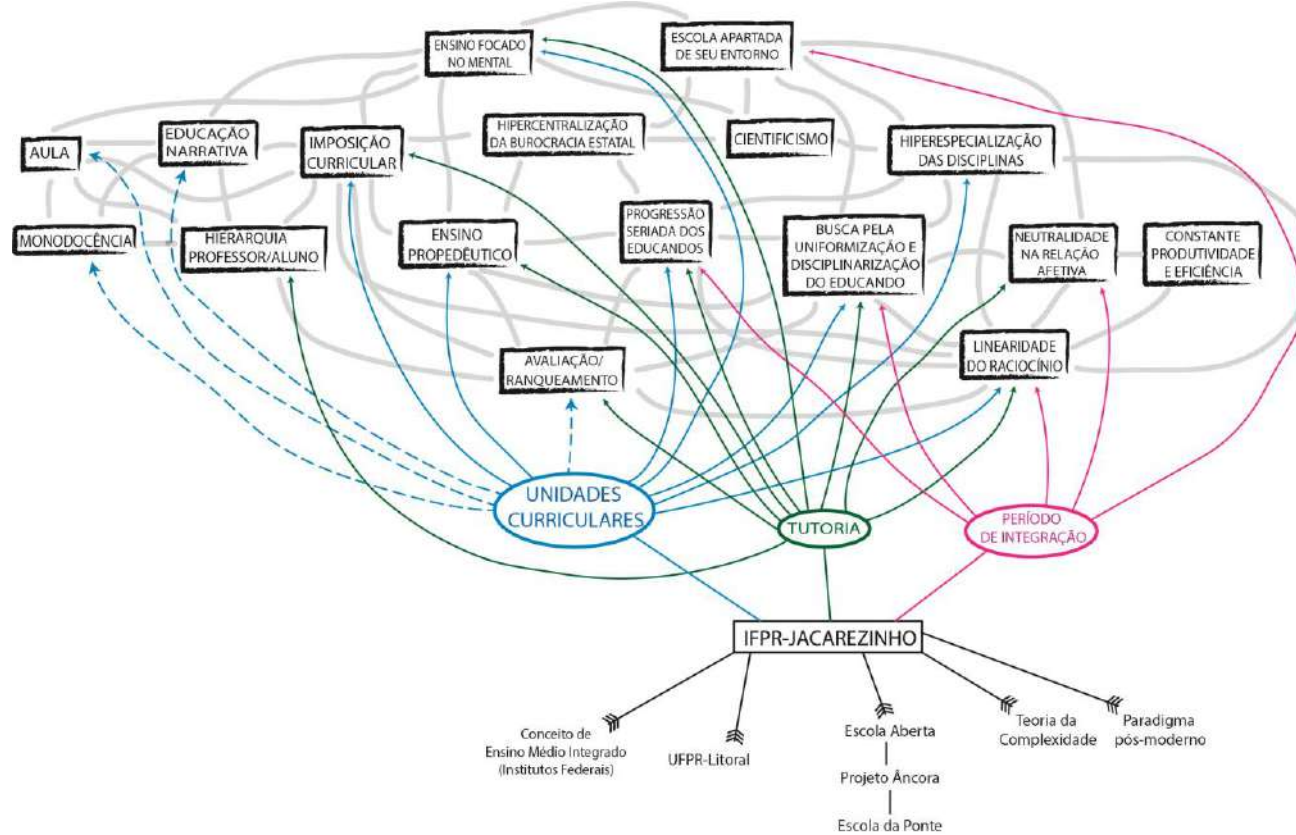 ENSINO FOCADO
NO MENTAL
ESCOLA APARTADA
DE SEU ENTORNO
AULA
EDUCAÇÃO
NARRATIVA
IMPOSIÇÃO
CURRICULAR
HIPERCENTRALIZAÇÃO
DA BUROCRACIA ESTATAL
CIENTIFICISMO
HIPERESPECIALIZAÇÃO
DAS DISCIPLINAS
MONODOCÊNCIA
HIERÁRQUIA
PROFESSOR/ALUNO
ENSINO
PROPEDÊUTICO
PROGRESSÃO
SERIADA DOS
EDUCANDOS
BUSCA PELA
UNIFORMIZAÇÃO E
DISCIPLINARIZAÇÃO
DO EDUCANDO
NEUTRALIDADE
NA RELAÇÃO
AFETIVA
CONSTANTE
PRODUTIVIDADE
E EFICIÊNCIA
AVALIAÇÃO/
RANQUEAMENTO
LINEARIDADE
DO RACIOCÍNIO
UNIDADES
CURRICULARES
TUTORIA
PERÍODO
DE INTEGRAÇÃO
IFPR-JACAREZINHO
Conceito de
Ensino Médio Integrado
(Institutos Federais)
UFPR-Litoral
Escola Aberta
Projeto Âncora
Escola da Ponte
Teoria da
Complexidade
Paradigma
pós-moderno